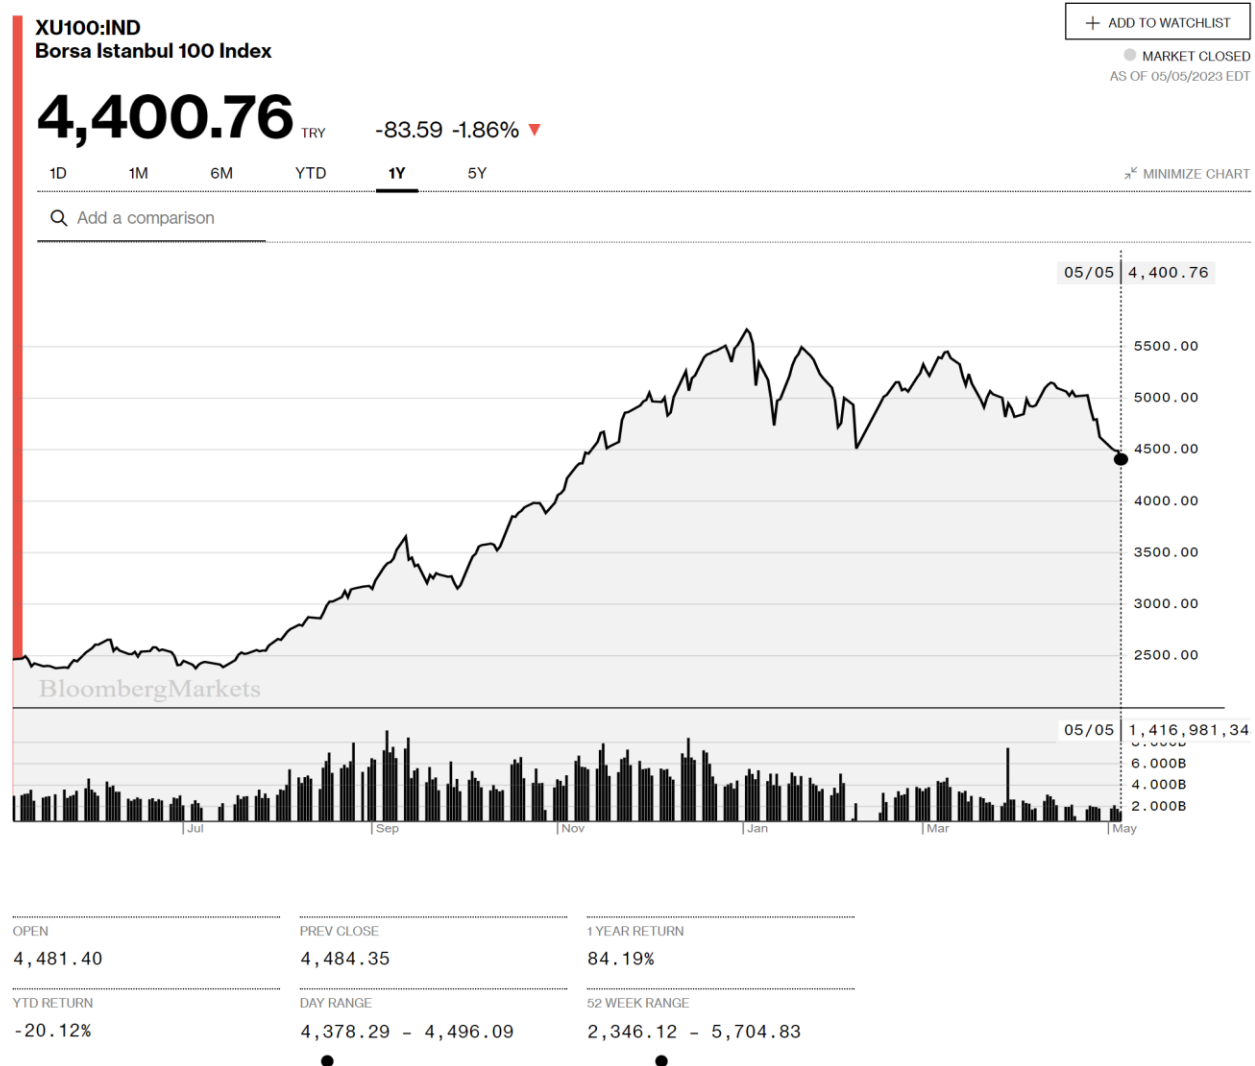 XU100:IND
Borsa Istanbul 100 Index
+ ADD TO WATCHLIST
MARKET CLOSED
AS OF 05/05/2023 EDT
4,400.76 TRY -83.59 -1.86%
1D 1M 6M YTD 1Y 5Y
MINIMIZE CHART
Add a comparison
05/05 4,400.76
5500.00
5000.00
4500.00
4000.00
3500.00
3000.00
2500.00
BloombergMarkets
05/05 1,416,981,34
6.000B
4.000B
2.000B
Jul Sep Nov Jan Mar May
OPEN PREV CLOSE 1 YEAR RETURN
4,481.40 4,484.35 84.19%
YTD RETURN DAY RANGE 52 WEEK RANGE
-20.12% 4,378.29 – 4,496.09 2,346.12 – 5,704.83